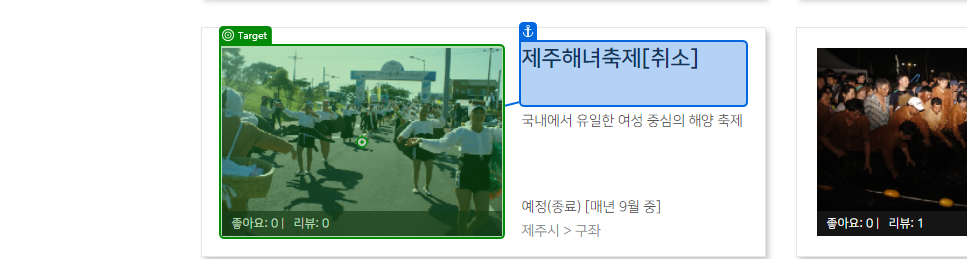 Target
제주해녀축제[취소]
국내에서 유일한 여성 중심의 해양 축제
예정(종료) [매년 9월 중]
제주시 > 구좌
좋아요: 0 | 리뷰: 0
좋아요: 0 | 리뷰: 1